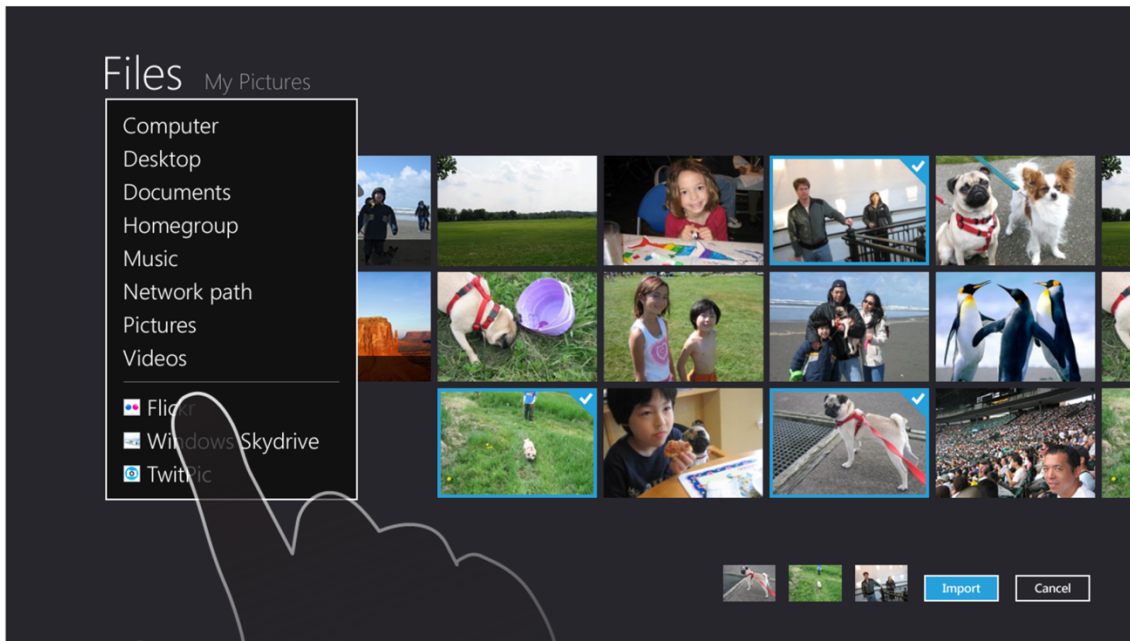 Files My Pictures
Computer
Desktop
Documents
Homegroup
Music
Network path
Pictures
Videos
Flickr
Windows Skydrive
TwitPic
Import Cancel